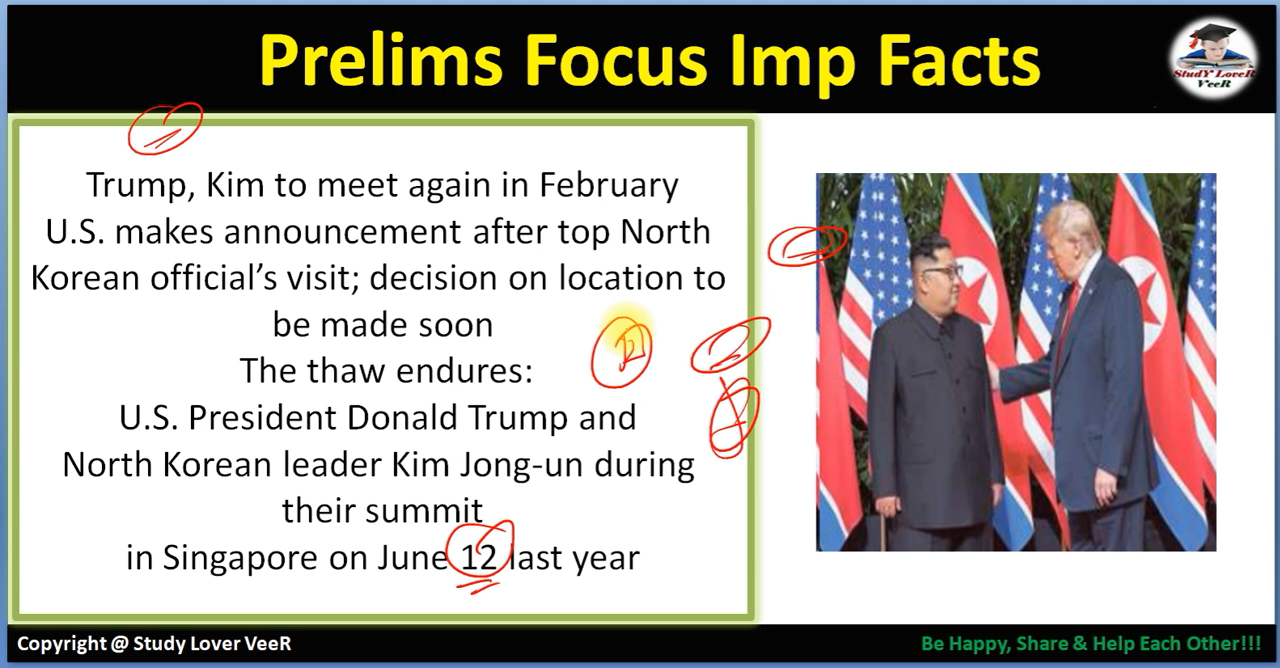 Prelims Focus Imp Facts
StudY LoveR
VeeR
Trump, Kim to meet again in February
U.S. makes announcement after top North
Korean official's visit; decision on location to
be made soon
The thaw endures:
U.S. President Donald Trump and
North Korean leader Kim Jong-un during
their summit
in Singapore on June 12 last year
Copyright @ Study Lover VeeR
Be Happy, Share & Help Each Other!!!